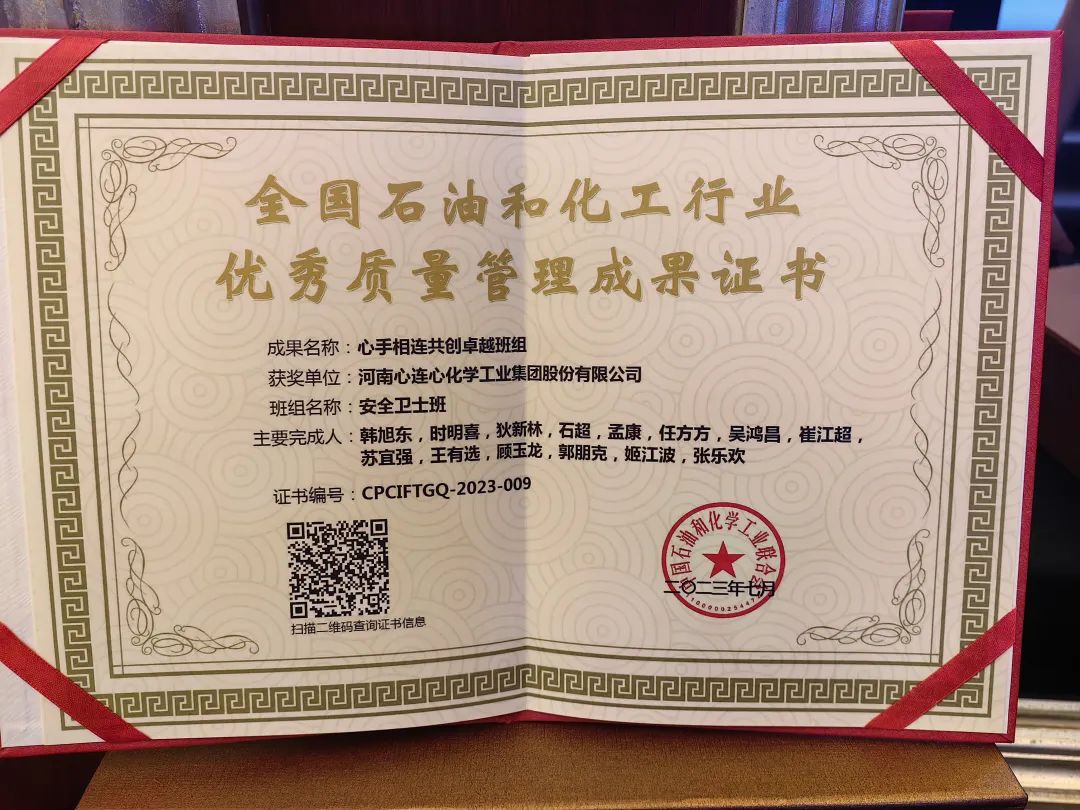 全国石油和化工行业
优秀质量管理成果证书
成果名称：心手相连共创卓越班组
获奖单位：河南心连心化学工业集团股份有限公司
班组名称：安全卫士班
主要完成人：韩旭东，时明喜，狄新林，石超，孟康，任方方，吴鸿昌，崔江超，
苏宜强，王有选，顾玉龙，郭朋克，姬江波，张乐欢
证书编号：CPCIFTGQ-2023-009
中国石油和化学工业联合会
二〇二三年七月
扫描二维码查询证书信息